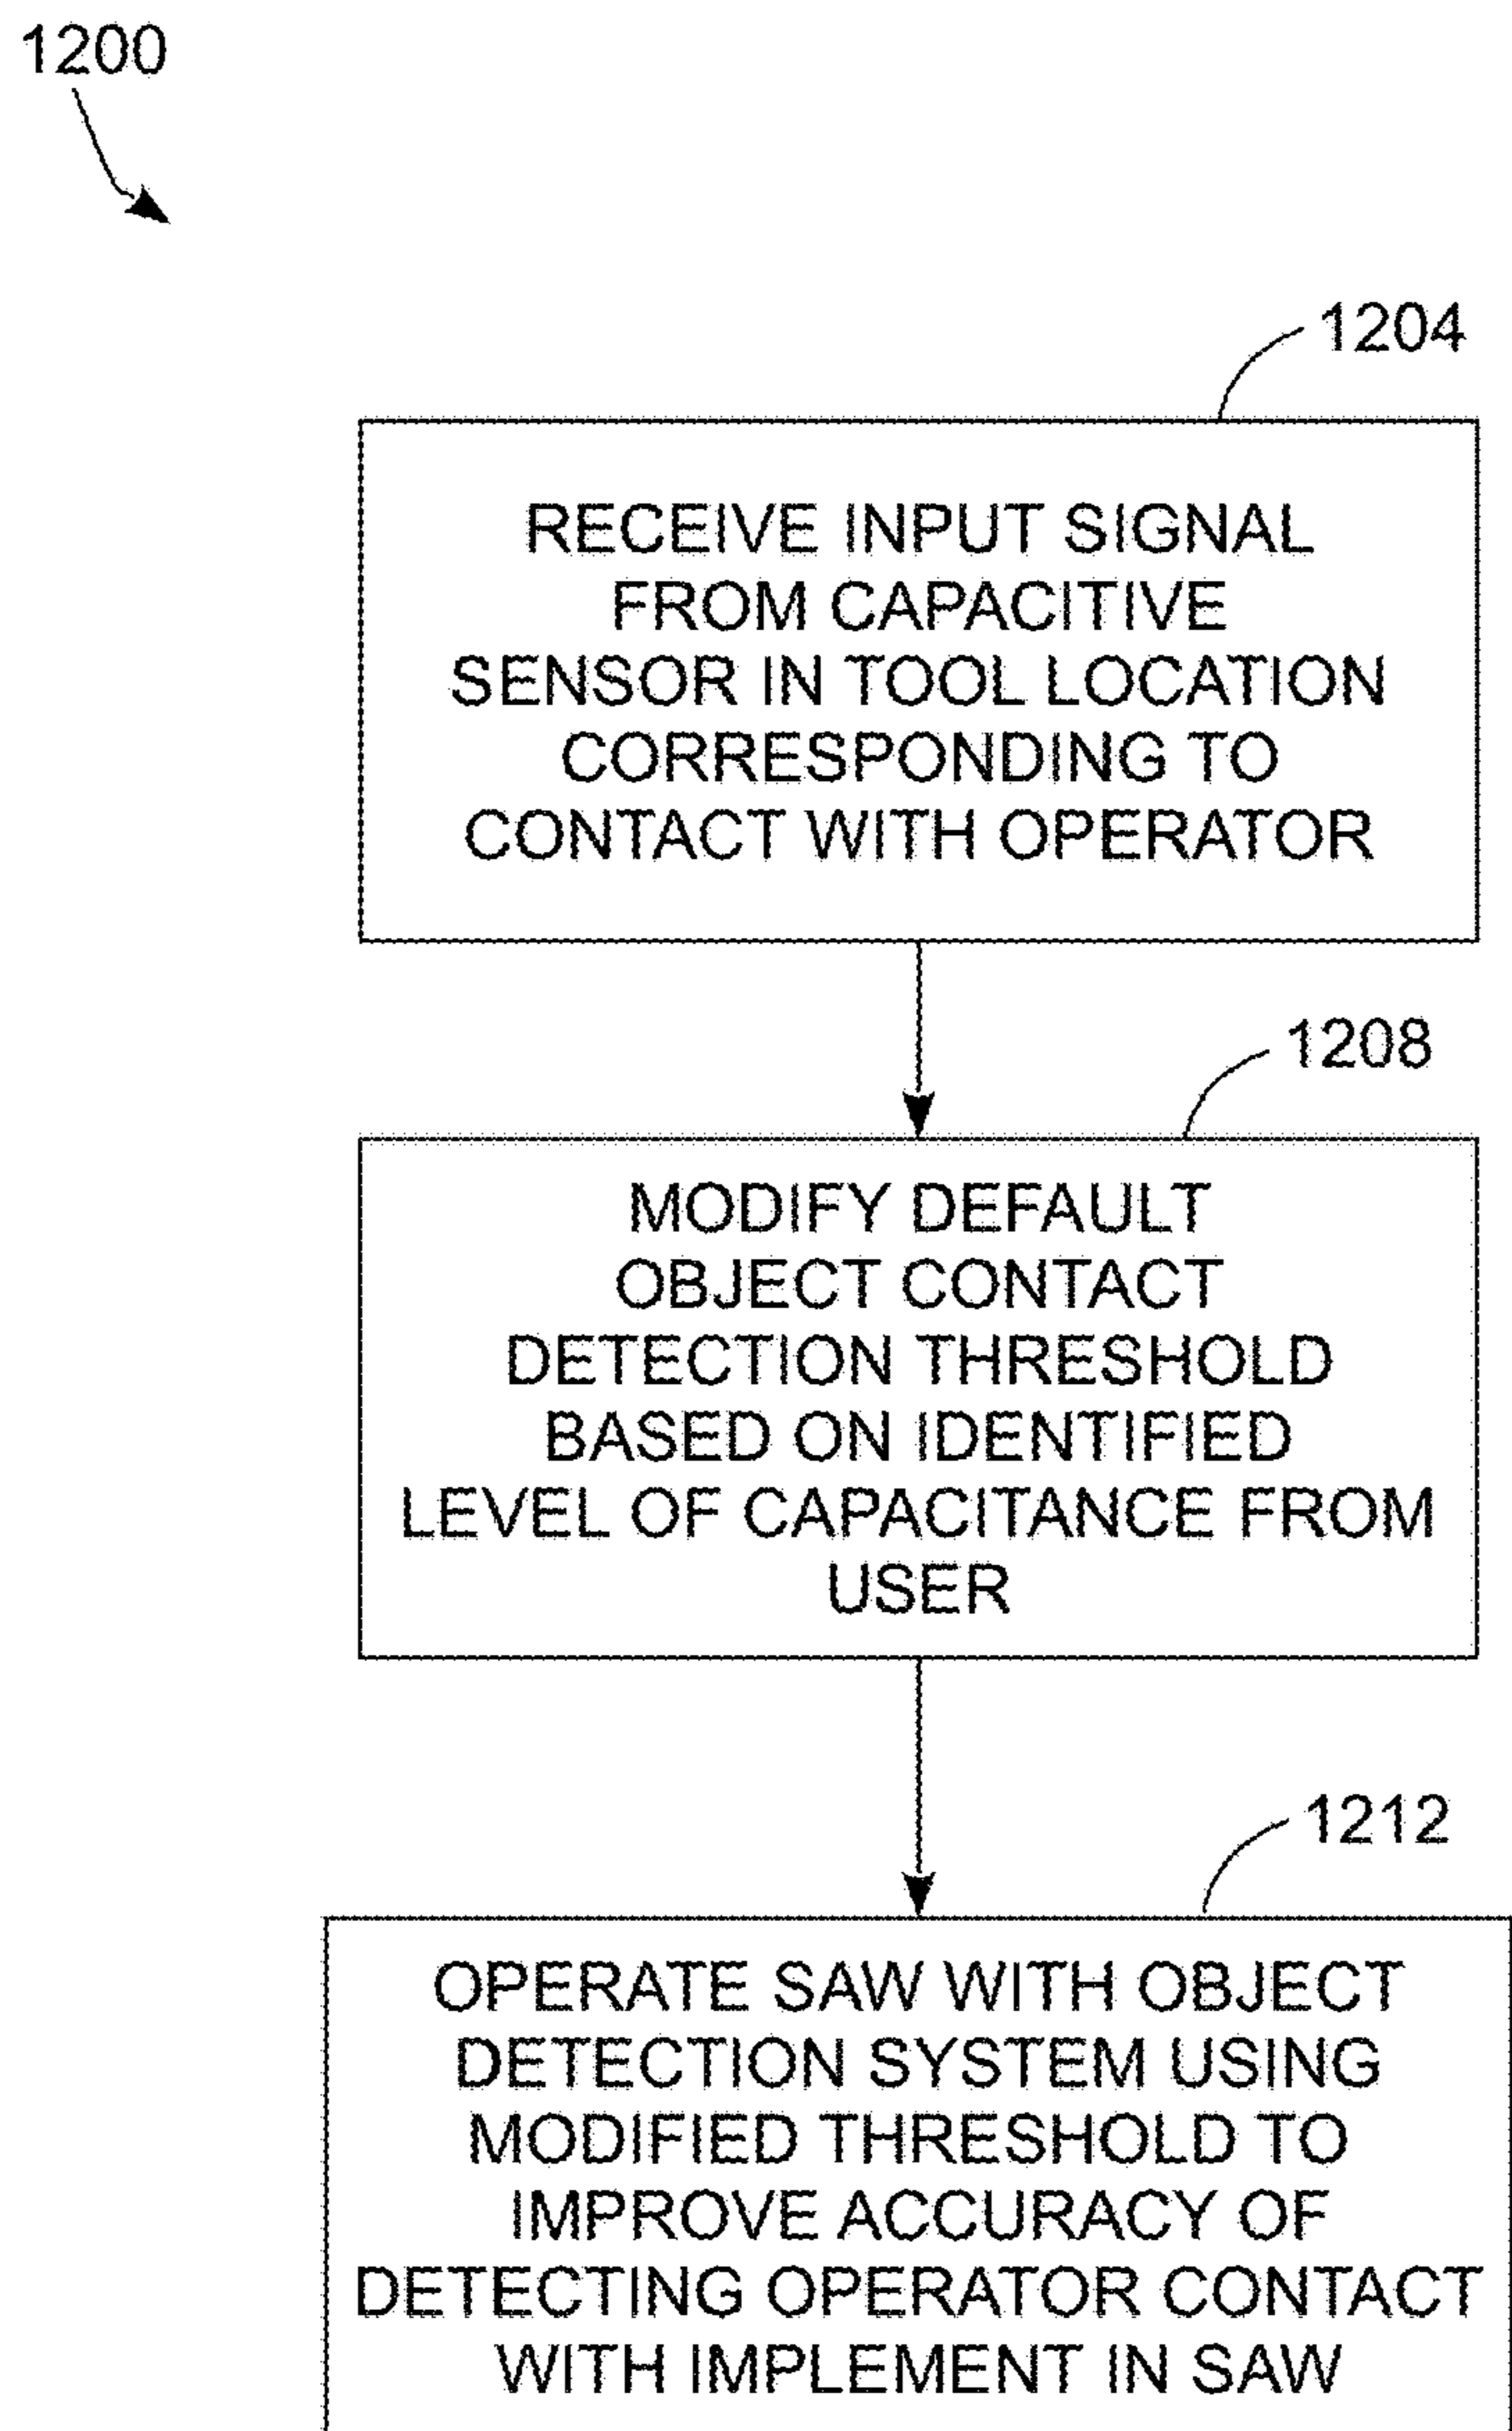 1200
1204
RECEIVE INPUT SIGNAL
FROM CAPACITIVE
SENSOR IN TOOL LOCATION
CORRESPONDING TO
CONTACT WITH OPERATOR
1208
MODIFY DEFAULT
OBJECT CONTACT
DETECTION THRESHOLD
BASED ON IDENTIFIED
LEVEL OF CAPACITANCE FROM
USER
1212
OPERATE SAW WITH OBJECT
DETECTION SYSTEM USING
MODIFIED THRESHOLD TO
IMPROVE ACCURACY OF
DETECTING OPERATOR CONTACT
WITH IMPLEMENT IN SAW